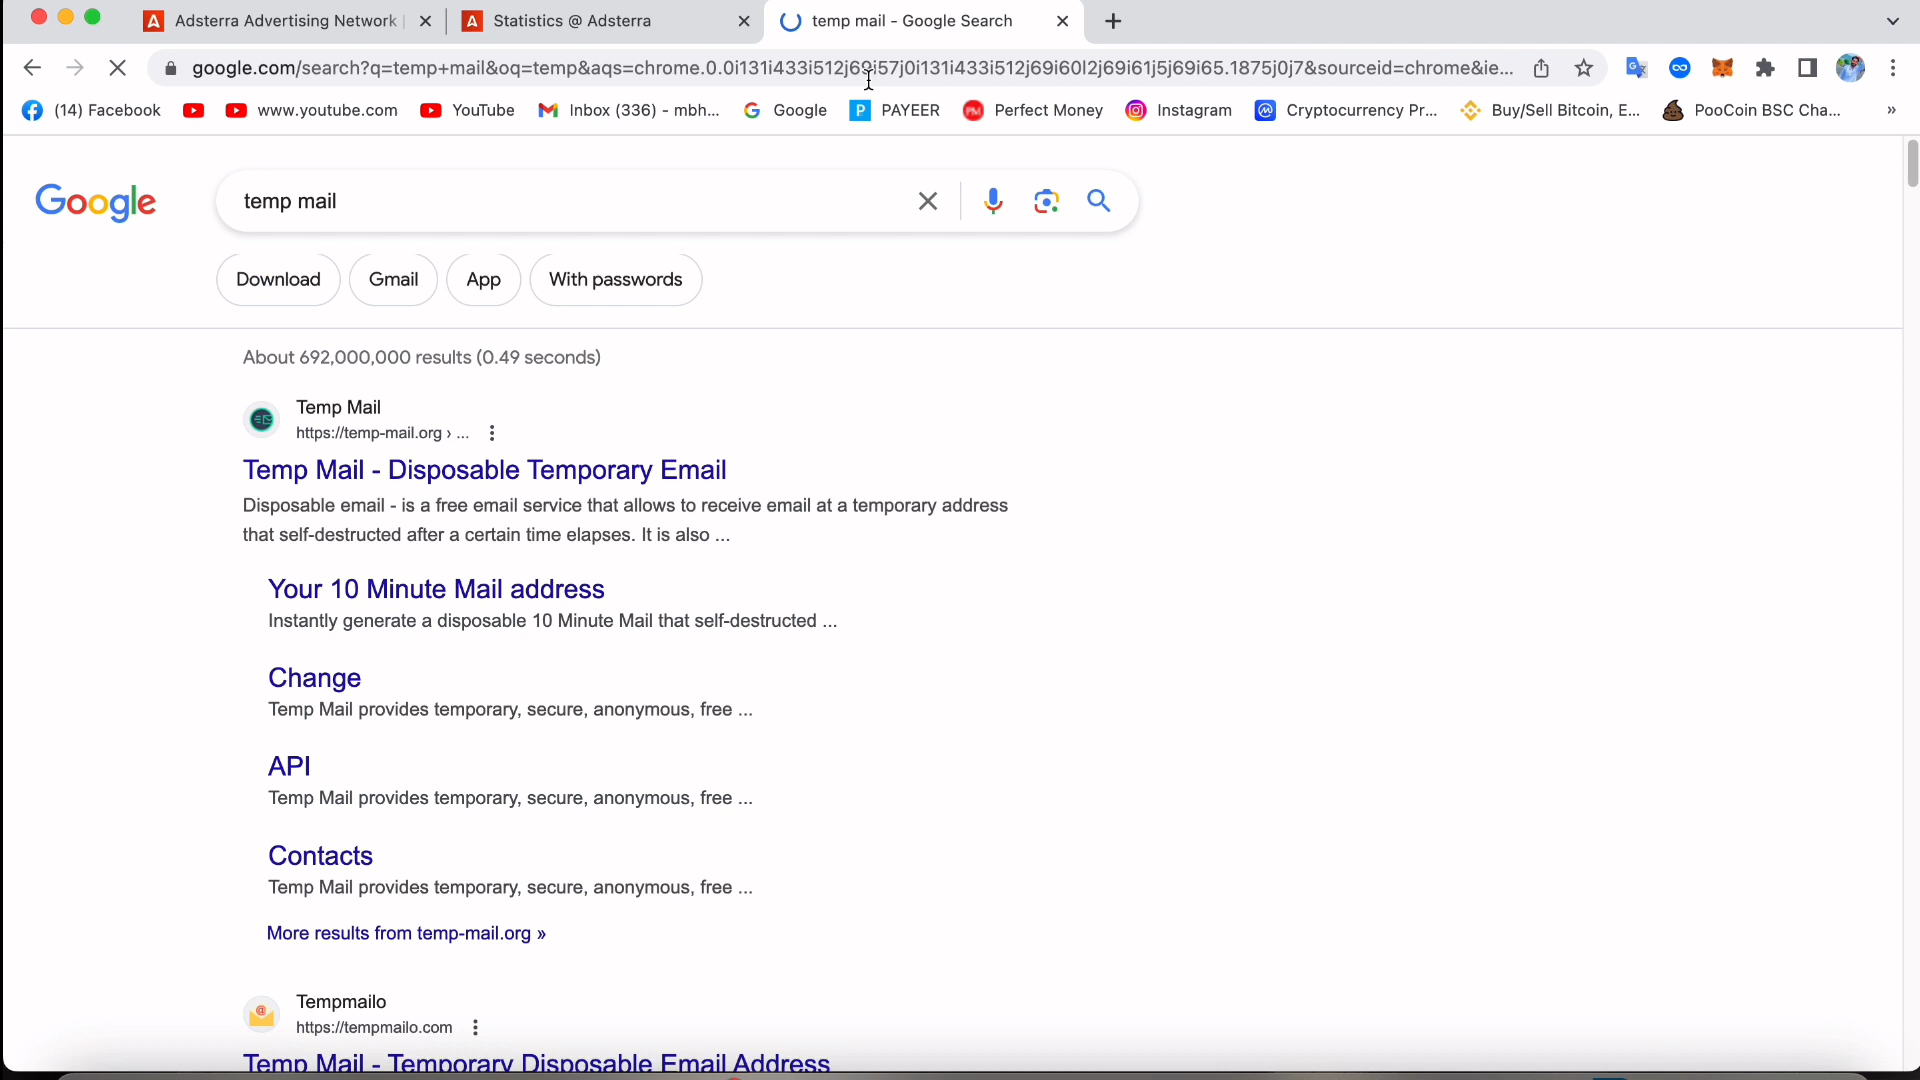 Adsterra Advertising Network
Statistics @ Adsterra
temp mail - Google Search
google.com/search?q=temp+mail&oq=temp&aqs=chrome.0.0i131i433i512j69i57j0i131i433i512j69i60l2j69i61j5j69i65.1875j0j7&sourceid=chrome&ie...
(14) Facebook
www.youtube.com
YouTube
Inbox (336) - mbh...
Google
PAYEER
Perfect Money
Instagram
Cryptocurrency Pr...
Buy/Sell Bitcoin, E...
PooCoin BSC Cha...
»
Google
temp mail
Download
Gmail
App
With passwords
About 692,000,000 results (0.49 seconds)
Temp Mail
https://temp-mail.org › ...
Temp Mail - Disposable Temporary Email
Disposable email - is a free email service that allows to receive email at a temporary address
that self-destructed after a certain time elapses. It is also ...
Your 10 Minute Mail address
Instantly generate a disposable 10 Minute Mail that self-destructed ...
Change
Temp Mail provides temporary, secure, anonymous, free ...
API
Temp Mail provides temporary, secure, anonymous, free ...
Contacts
Temp Mail provides temporary, secure, anonymous, free ...
More results from temp-mail.org »
Tempmailo
https://tempmailo.com
Temp Mail - Temporary Disposable Email Address